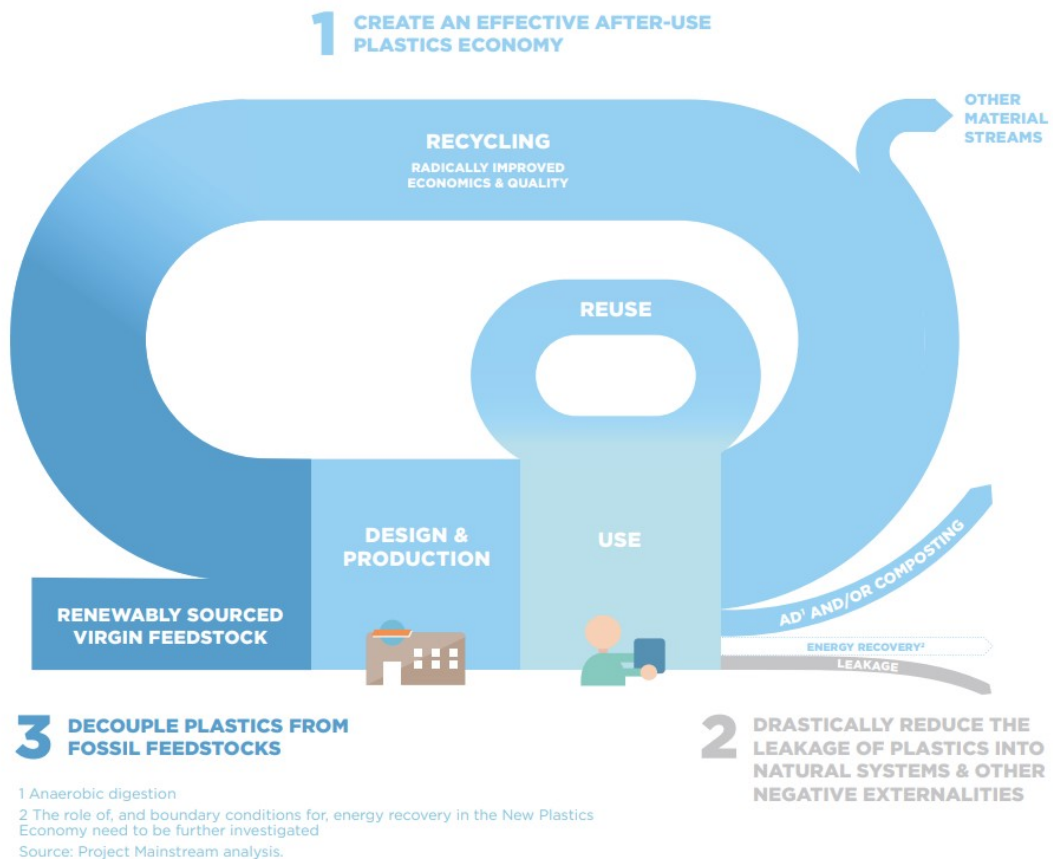 1 CREATE AN EFFECTIVE AFTER-USE
PLASTICS ECONOMY
OTHER
MATERIAL
STREAMS
RECYCLING
RADICALLY IMPROVED
ECONOMICS & QUALITY
REUSE
DESIGN &
PRODUCTION
USE
RENEWABLY SOURCED
VIRGIN FEEDSTOCK
AD¹ AND/OR COMPOSTING
ENERGY RECOVERY²
LEAKAGE
3 DECOUPLE PLASTICS FROM
FOSSIL FEEDSTOCKS
2 DRASTICALLY REDUCE THE
LEAKAGE OF PLASTICS INTO
NATURAL SYSTEMS & OTHER
NEGATIVE EXTERNALITIES
1 Anaerobic digestion
2 The role of, and boundary conditions for, energy recovery in the New Plastics
Economy need to be further investigated
Source: Project Mainstream analysis.